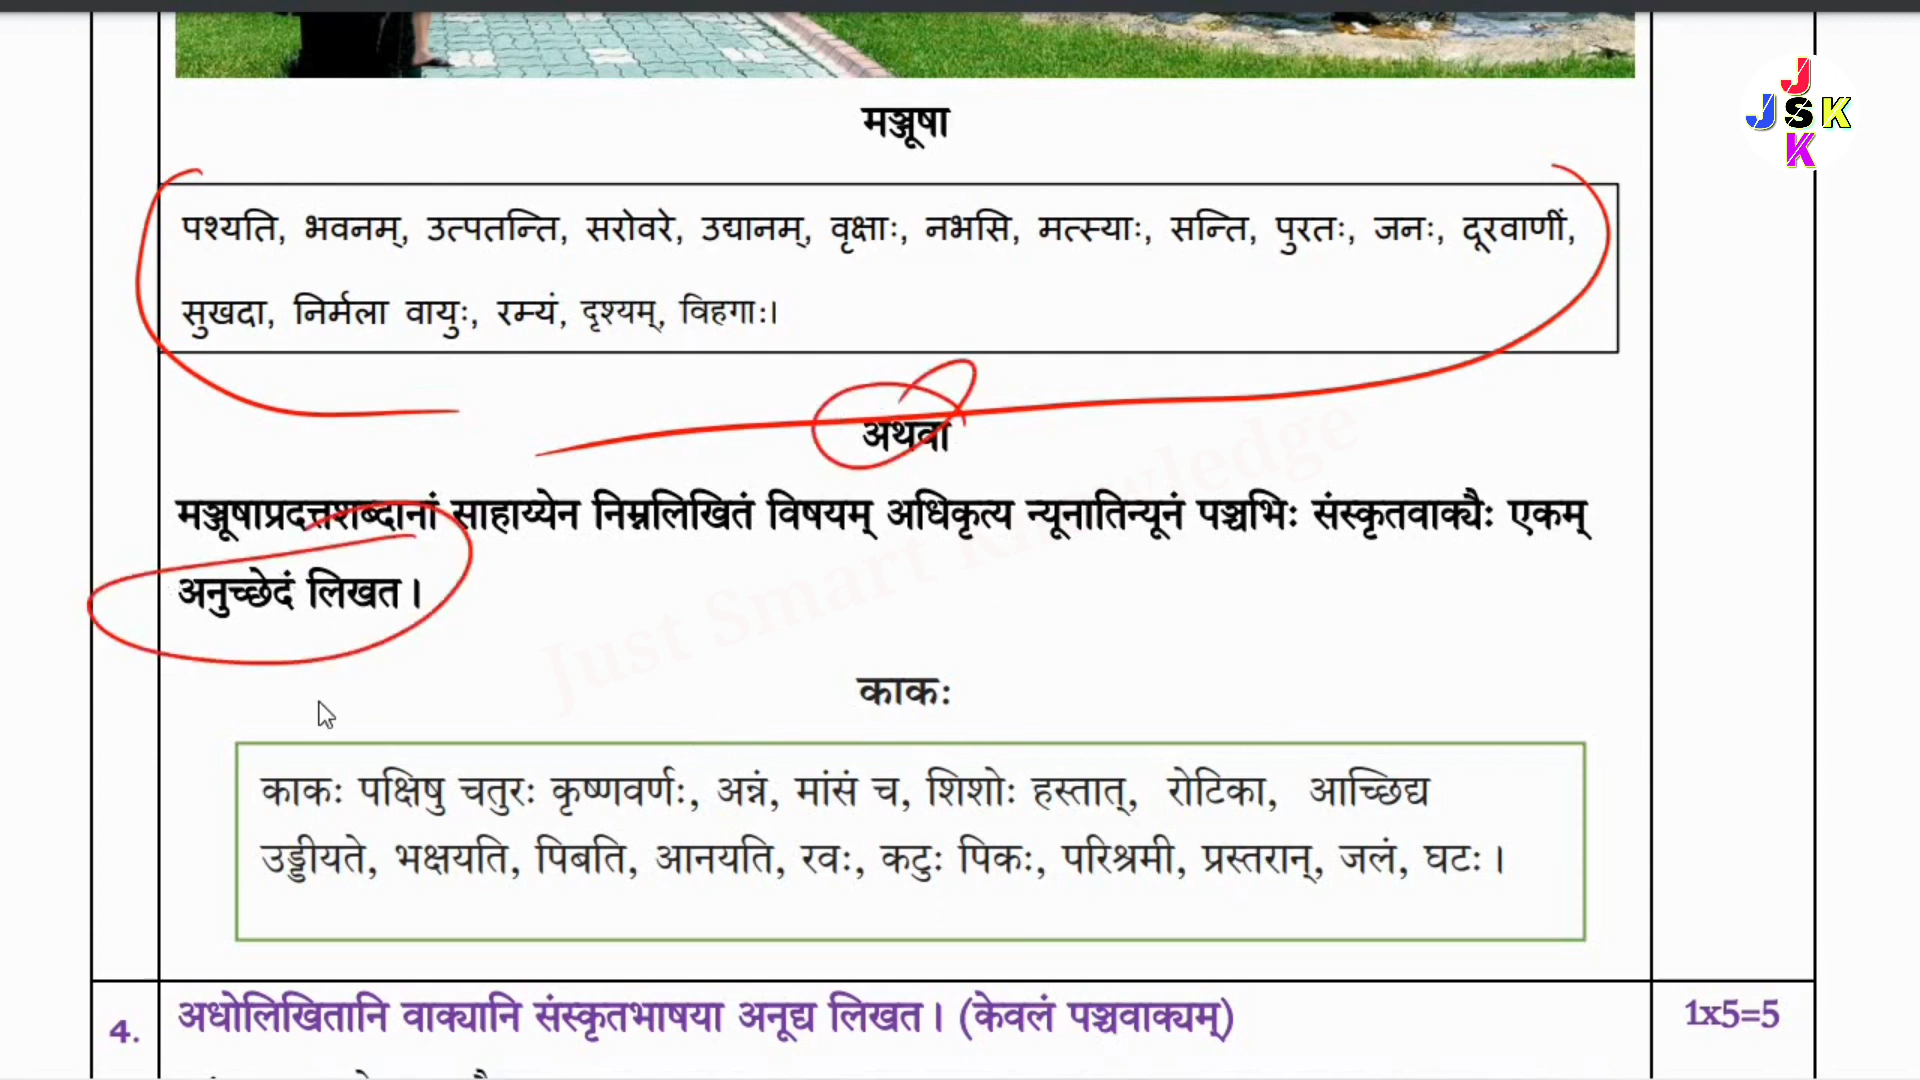 मञ्जूषा
पश्यति, भवनम्, उत्पतन्ति, सरोवरे, उद्यानम्, वृक्षाः, नभसि, मत्स्याः, सन्ति, पुरतः, जनः, दूरवाणीं,
सुखदा, निर्मला वायुः, रम्यं, दृश्यम्, विहगाः।
अथवा
मञ्जूषाप्रदत्तशब्दानां साहाय्येन निम्नलिखितं विषयम् अधिकृत्य न्यूनातिन्यूनं पञ्चभिः संस्कृतवाक्यैः एकम्
अनुच्छेदं लिखत।
काकः
काकः पक्षिषु चतुरः कृष्णवर्णः, अन्नं, मांसं च, शिशोः हस्तात्, रोटिका, आच्छिद्य
उड्डीयते, भक्षयति, पिबति, आनयति, रवः, कटुः पिकः, परिश्रमी, प्रस्तरान्, जलं, घटः।
4. अधोलिखितानि वाक्यानि संस्कृतभाषया अनूद्य लिखत। (केवलं पञ्चवाक्यम्) 1x5=5
J
JSK
K
Just Smart Knowledge